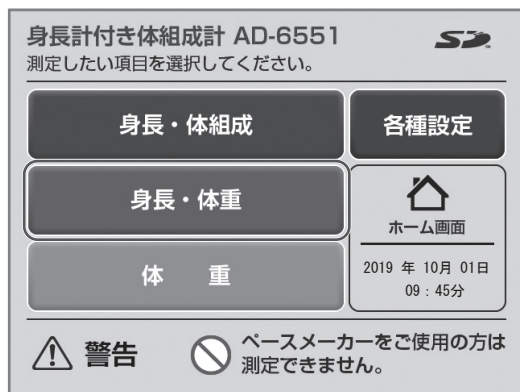 身長計付き体組成計 AD-6551
SD
測定したい項目を選択してください。
身長・体組成
各種設定
身長・体重
ホーム画面
体　　重
2019 年 10月 01日
09 : 45分
警告
ペースメーカーをご使用の方は
測定できません。